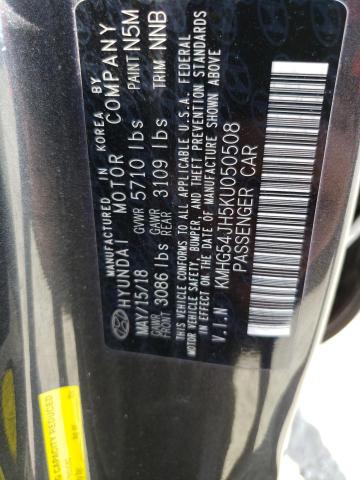 HYUNDAI MOTOR COMPANY
MADE IN KOREA
MAY/15/18 GVWR 5710 lbs PAINT N5M
GAWR FRONT 3086 lbs GAWR REAR 3109 lbs TRIM NNB
THIS VEHICLE CONFORMS TO ALL APPLICABLE U.S.A. FEDERAL
MOTOR VEHICLE SAFETY, BUMPER, AND THEFT PREVENTION STANDARDS
IN EFFECT ON THE DATE OF MANUFACTURE SHOWN ABOVE
V.I.N KMHG54JH5KU050508
PASSENGER CAR
G CAPACITY REDUCED